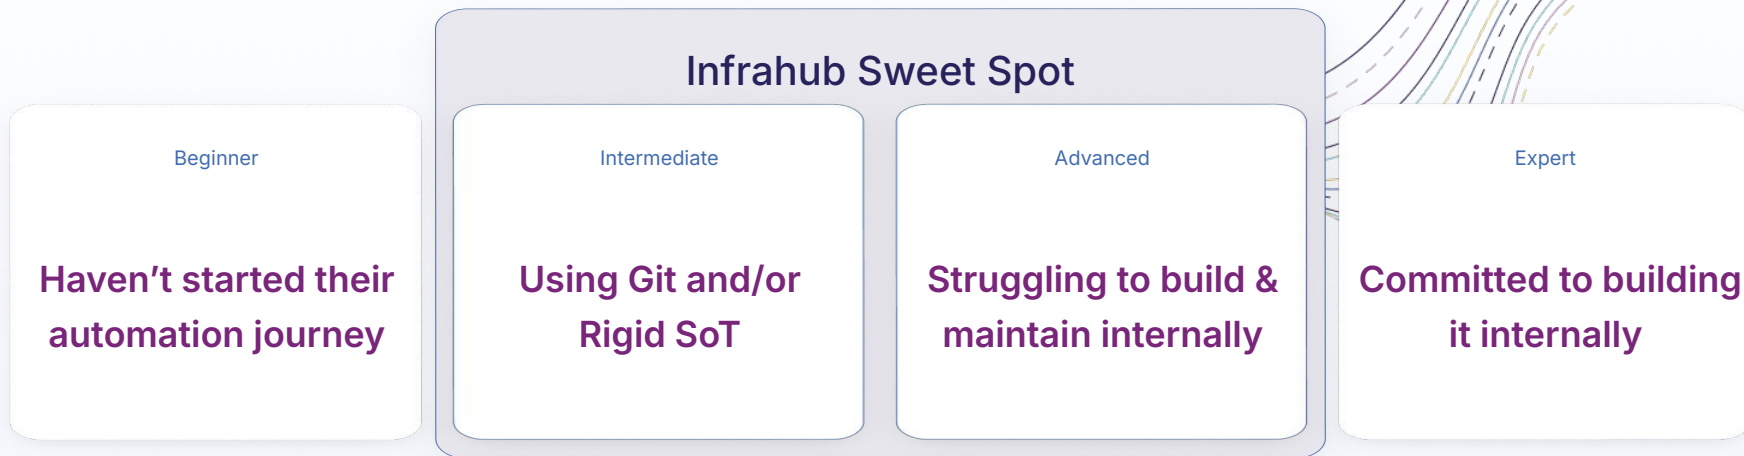 Infrahub Sweet Spot
Beginner
Haven’t started their
automation journey
Intermediate
Using Git and/or
Rigid SoT
Advanced
Struggling to build &
maintain internally
Expert
Committed to building
it internally